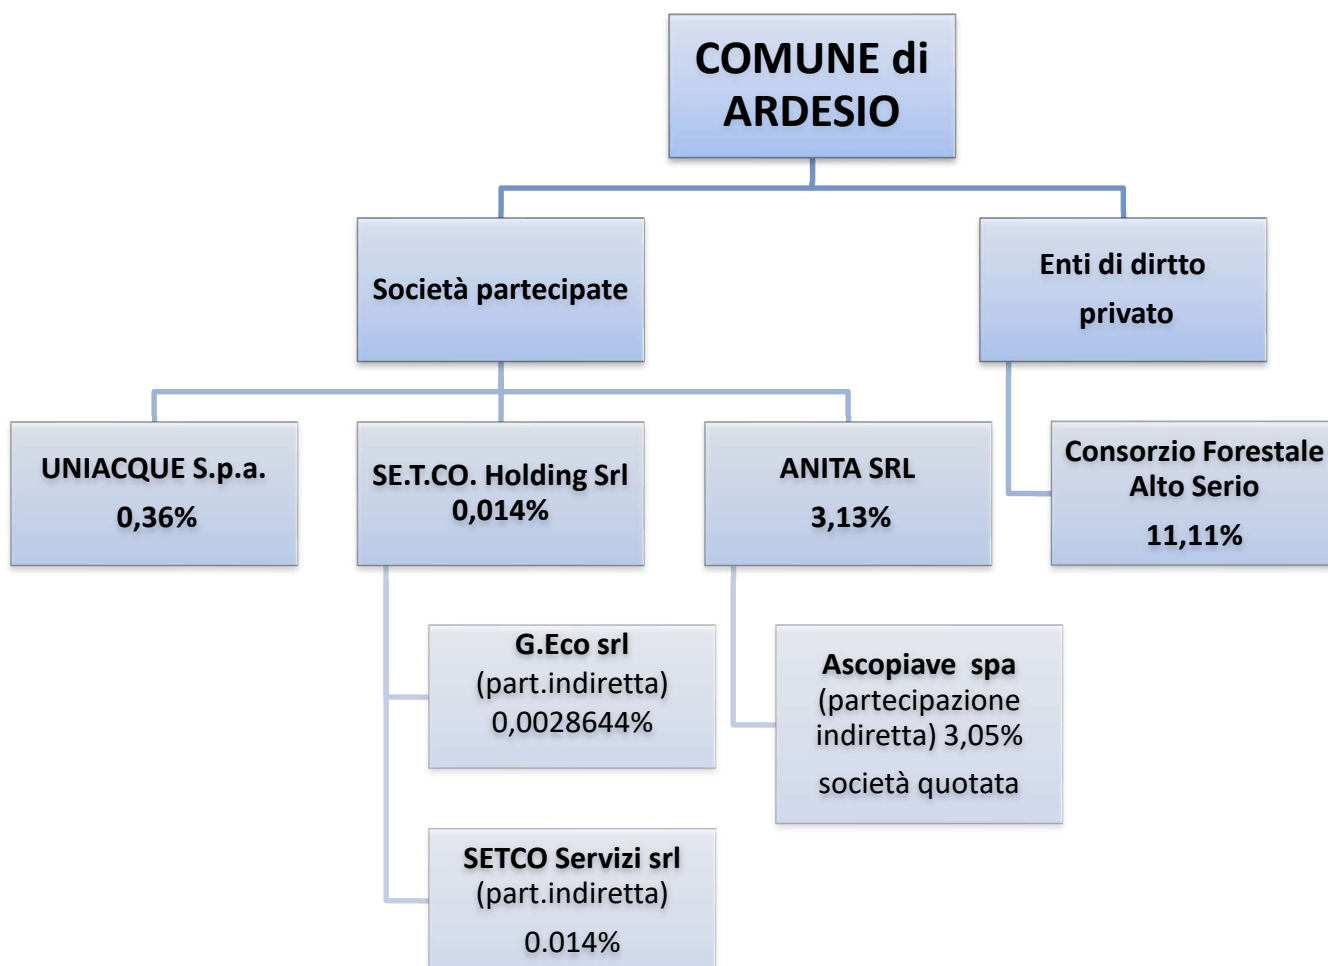 COMUNE di
ARDESIO
Società partecipate
Enti di dirtto
privato
UNIACQUE S.p.a.
0,36%
SE.T.CO. Holding Srl
0,014%
ANITA SRL
3,13%
Consorzio Forestale
Alto Serio
11,11%
G.Eco srl
(part.indiretta)
0,0028644%
Ascopiave spa
(partecipazione
indiretta) 3,05%
società quotata
SETCO Servizi srl
(part.indiretta)
0.014%